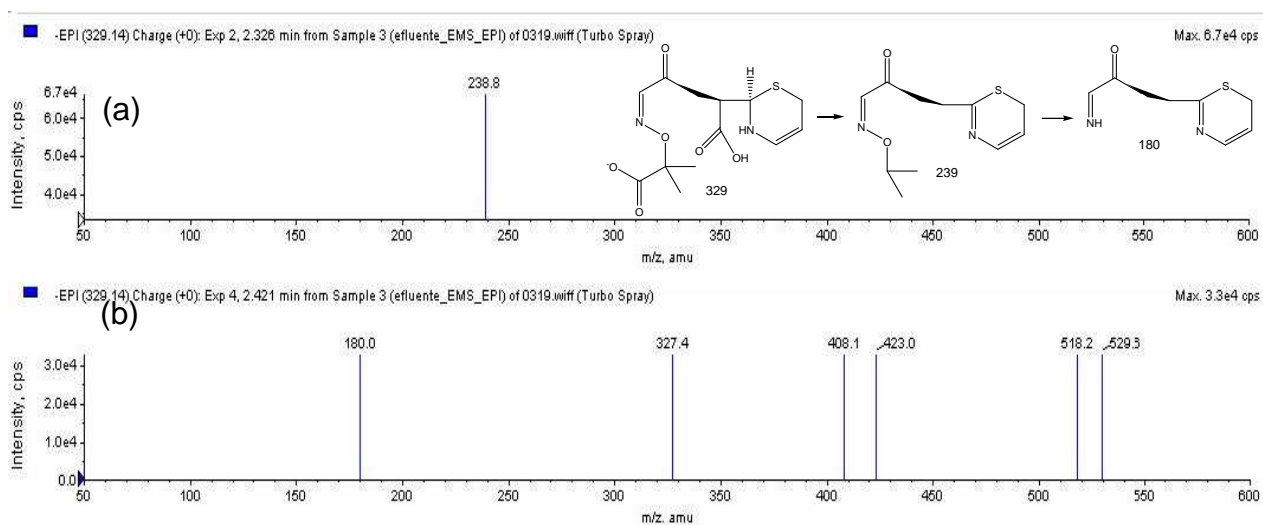 -EPI (329.14) Charge (+0): Exp 2, 2.326 min from Sample 3 (efluente_EMS_EPI) of 0319.wiff (Turbo Spray)
Max. 6.7e4 cps
(a)
Intensity, cps
6.7e4
6.0e4
5.0e4
4.0e4
238.8
O
H
S
HN
N
O
O
OH
-O
O
329
O
S
N
N
O
239
O
S
N
NH
180
50 100 150 200 250 300 350 400 450 500 550 600
m/z, amu
-EPI (329.14) Charge (+0): Exp 4, 2.421 min from Sample 3 (efluente_EMS_EPI) of 0319.wiff (Turbo Spray)
Max. 3.3e4 cps
(b)
Intensity, cps
3.0e4
2.0e4
1.0e4
0.0
180.0
327.4
408.1
423.0
518.2
529.3
50 100 150 200 250 300 350 400 450 500 550 600
m/z, amu